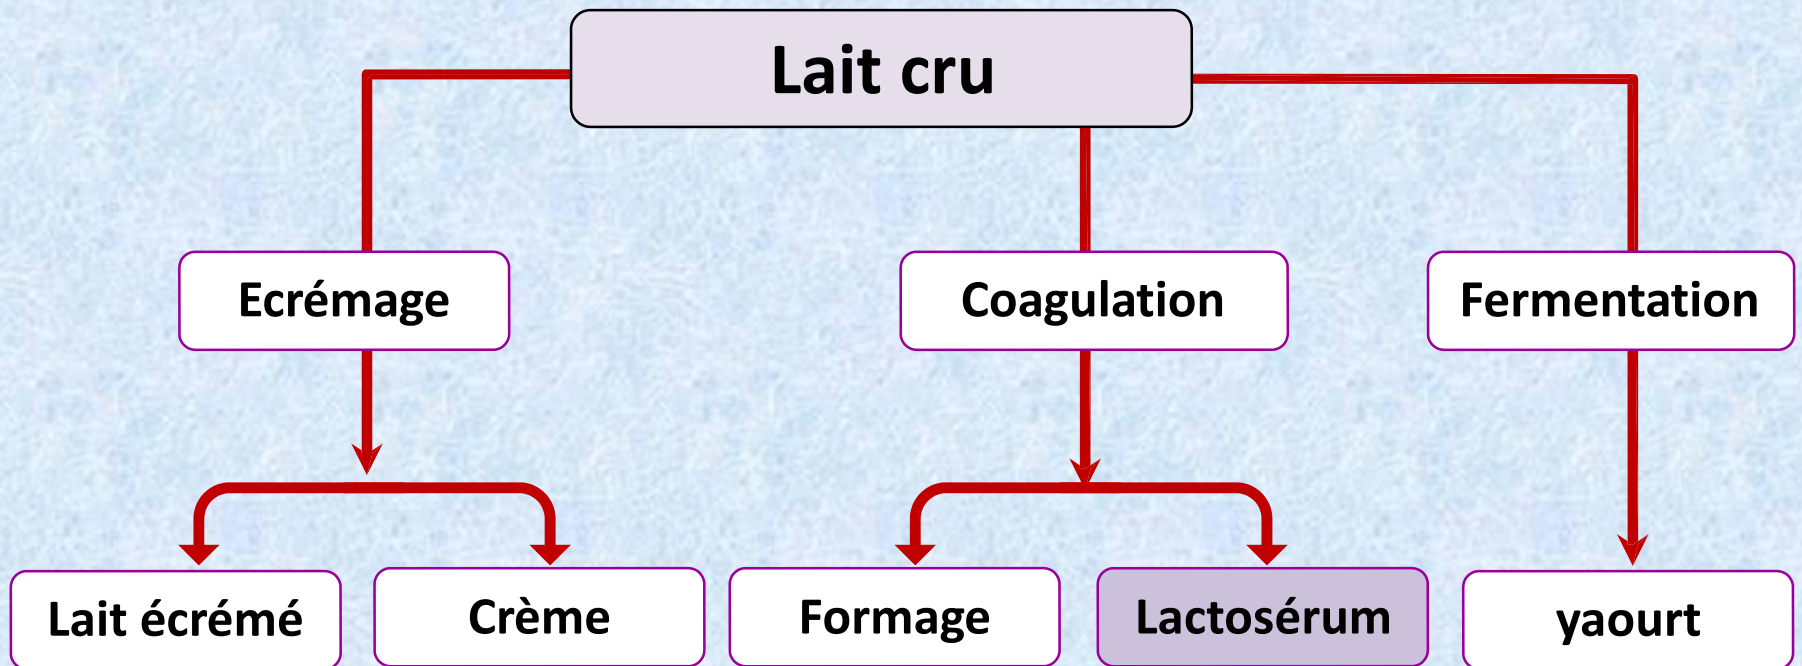 Lait cru
Ecrémage
Coagulation
Fermentation
Lait écrémé
Crème
Formage
Lactosérum
yaourt